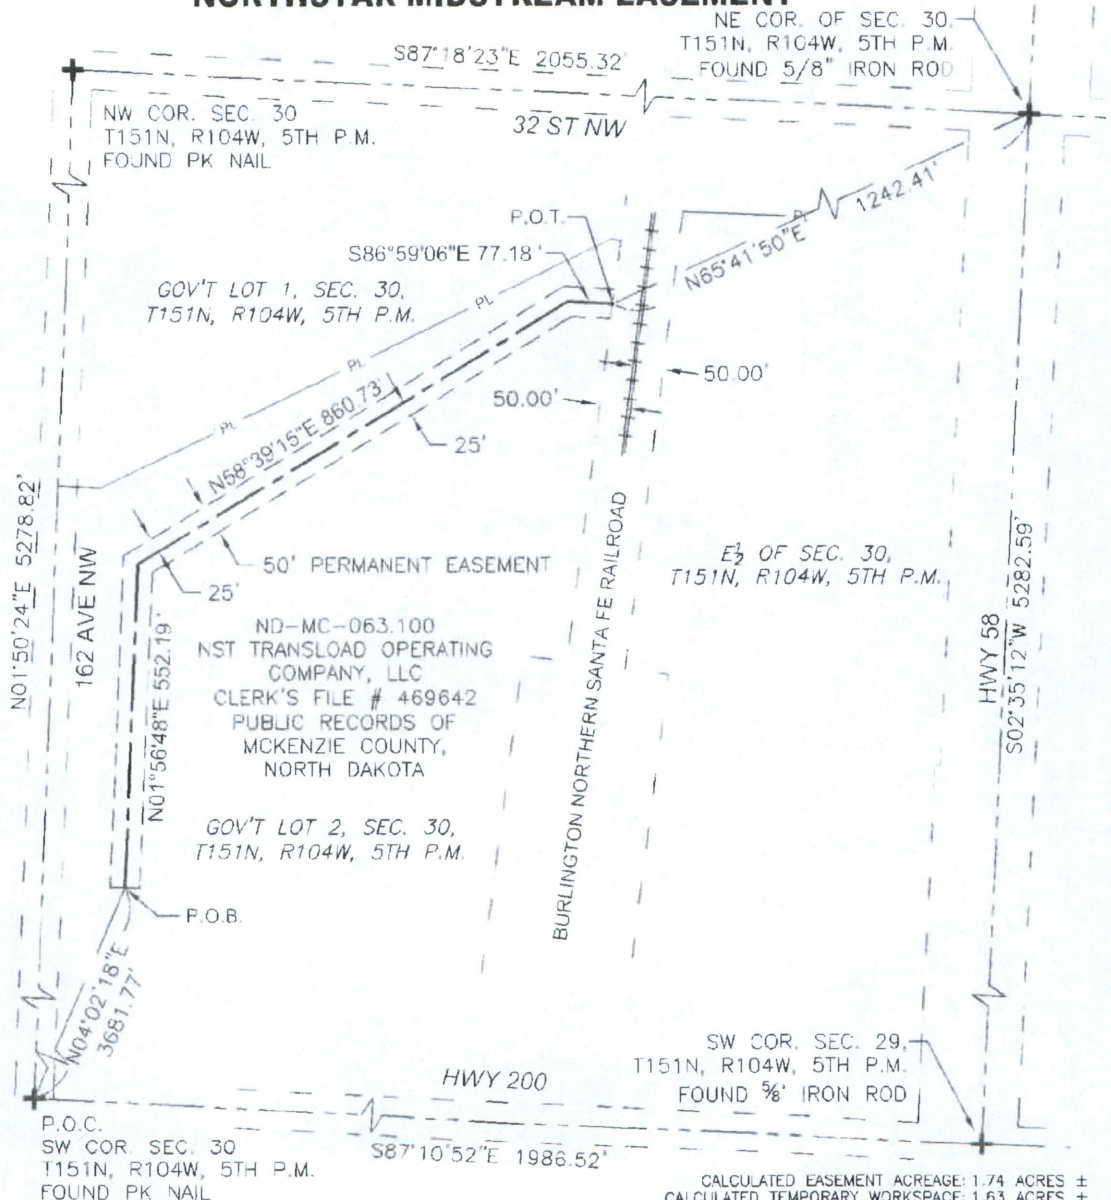 NORTHSTAR MIDSTREAM EASEMENT
NE COR. OF SEC. 30,
T151N, R104W, 5TH P.M.
FOUND 5/8" IRON ROD
S87°18'23"E 2055.32'
NW COR. SEC. 30
T151N, R104W, 5TH P.M.
FOUND PK NAIL
32 ST NW
P.O.T.
PL
1242.41'
N65°41'50"E
S86°59'06"E 77.18'
GOV'T LOT 1, SEC. 30,
T151N, R104W, 5TH P.M.
PL
PL
PL
50.00'
50.00'
N58°39'15"E 860.73'
25'
N01°50'24"E 5278.82'
162 AVE NW
50' PERMANENT EASEMENT
25'
BURLINGTON NORTHERN SANTA FE RAILROAD
E½ OF SEC. 30,
T151N, R104W, 5TH P.M.
HWY 58
S02°35'12"W 5282.59'
N01°56'48"E 552.19'
ND-MC-063.100
NST TRANSLOAD OPERATING
COMPANY, LLC
CLERK'S FILE # 469642
PUBLIC RECORDS OF
MCKENZIE COUNTY,
NORTH DAKOTA
GOV'T LOT 2, SEC. 30,
T151N, R104W, 5TH P.M.
P.O.B.
N04°02'18"E
3681.77'
SW COR. SEC. 29,
T151N, R104W, 5TH P.M.
FOUND ⅝' IRON ROD
HWY 200
P.O.C.
SW COR. SEC. 30
T151N, R104W, 5TH P.M.
FOUND PK NAIL
S87°10'52"E 1986.52'
CALCULATED EASEMENT ACREAGE: 1.74 ACRES ±
CALCULATED TEMPORARY WORKSPACE: 1.63 ACRES ±